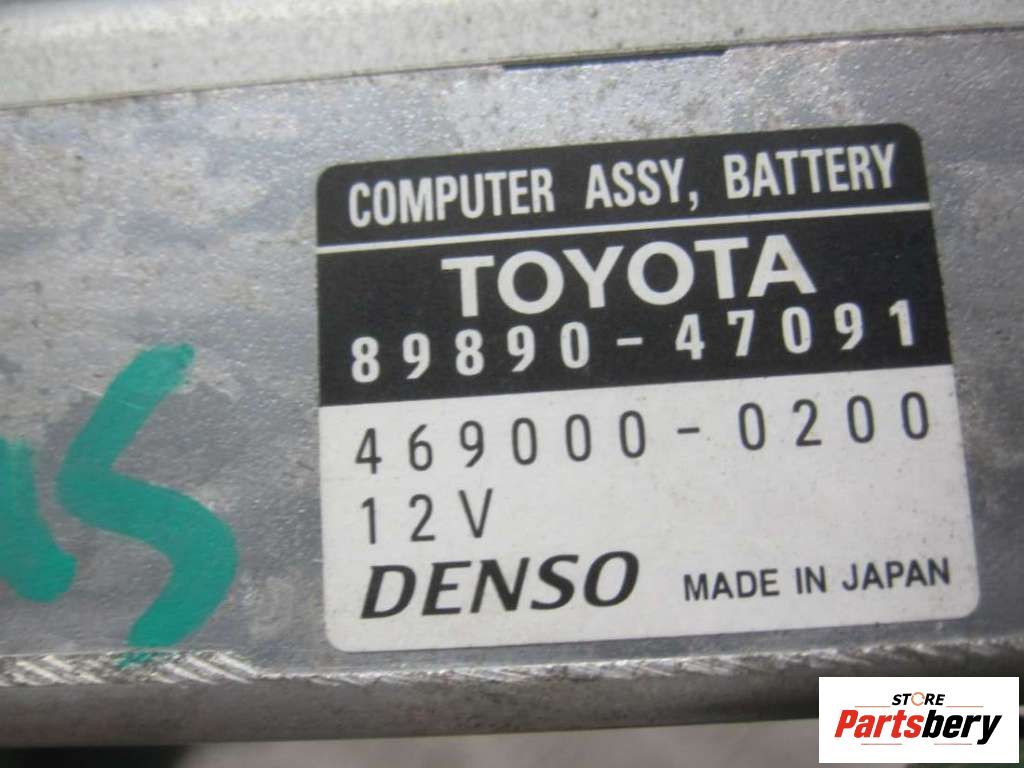 COMPUTER ASSY, BATTERY
TOYOTA
89890-47091
469000-0200
12V
DENSO MADE IN JAPAN
STORE
Partsbery